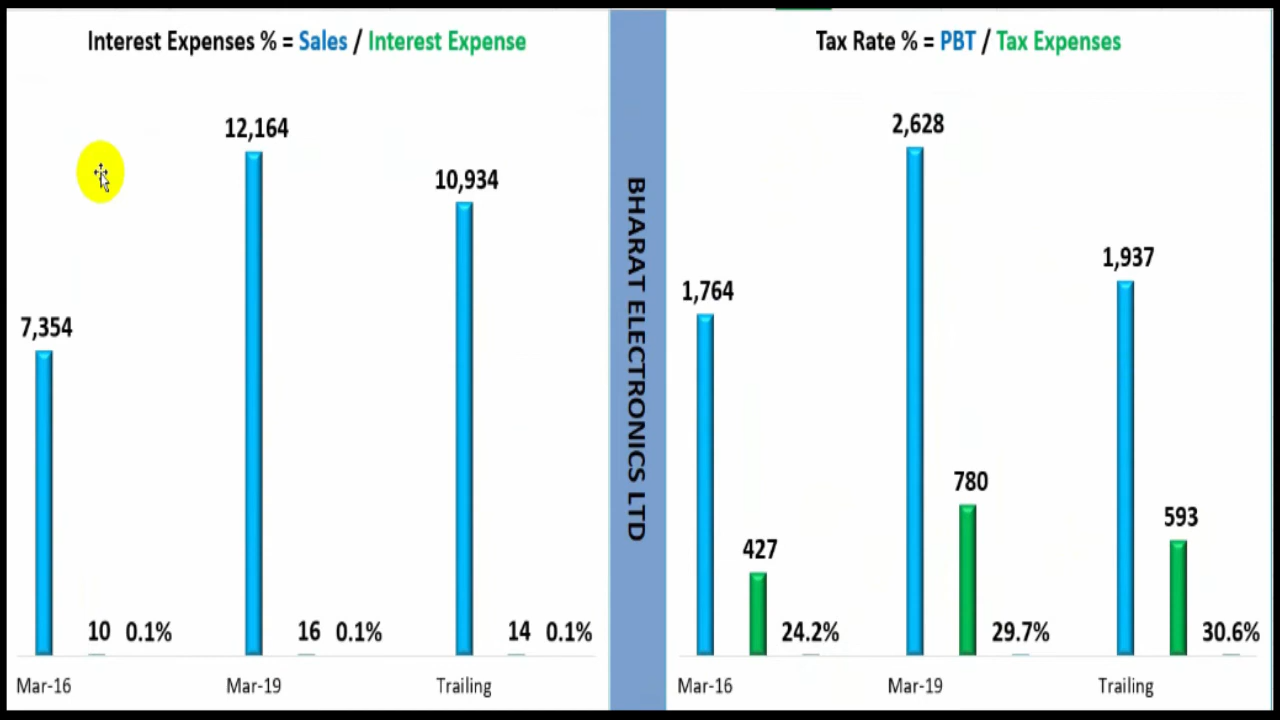 Interest Expenses % = Sales / Interest Expense
12,164
10,934
7,354
10 0.1%
16 0.1%
14 0.1%
Mar-16
Mar-19
Trailing
BHARAT ELECTRONICS LTD
Tax Rate % = PBT / Tax Expenses
2,628
1,937
1,764
780
593
427
24.2%
29.7%
30.6%
Mar-16
Mar-19
Trailing